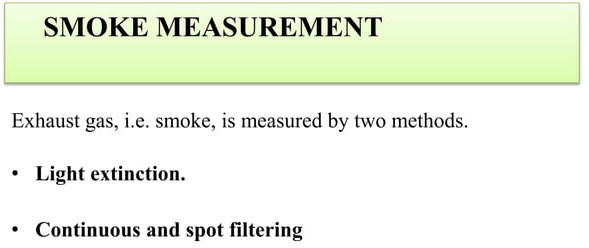 SMOKE MEASUREMENT
Exhaust gas, i.e. smoke, is measured by two methods.
• Light extinction.
• Continuous and spot filtering